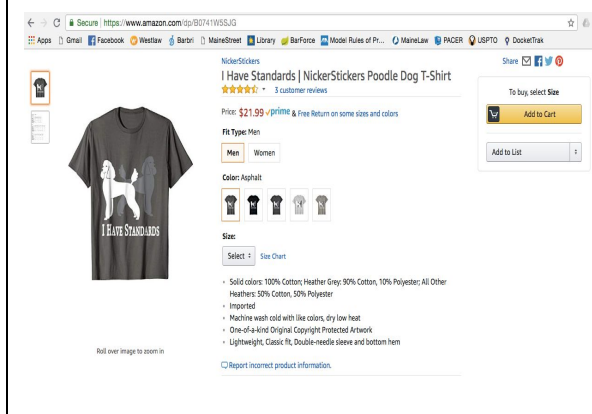 Secure | https://www.amazon.com/dp/B0741W5SJG
Apps Gmail Facebook Westlaw Barbri MaineStreet Library BarForce Model Rules of Pr... MaineLaw PACER USPTO DocketTrak
NickerStickers
I Have Standards | NickerStickers Poodle Dog T-Shirt
3 customer reviews
Price: $21.99 prime & Free Return on some sizes and colors
Fit Type: Men
Men Women
Color: Asphalt
Size:
Select Size Chart
• Solid colors: 100% Cotton; Heather Grey: 90% Cotton, 10% Polyester; All Other
Heathers: 50% Cotton, 50% Polyester
• Imported
• Machine wash cold with like colors, dry low heat
• One-of-a-kind Original Copyright Protected Artwork
• Lightweight, Classic fit, Double-needle sleeve and bottom hem
Report incorrect product information.
I HAVE STANDARDS
Roll over image to zoom in
Share
To buy, select Size
Add to Cart
Add to List